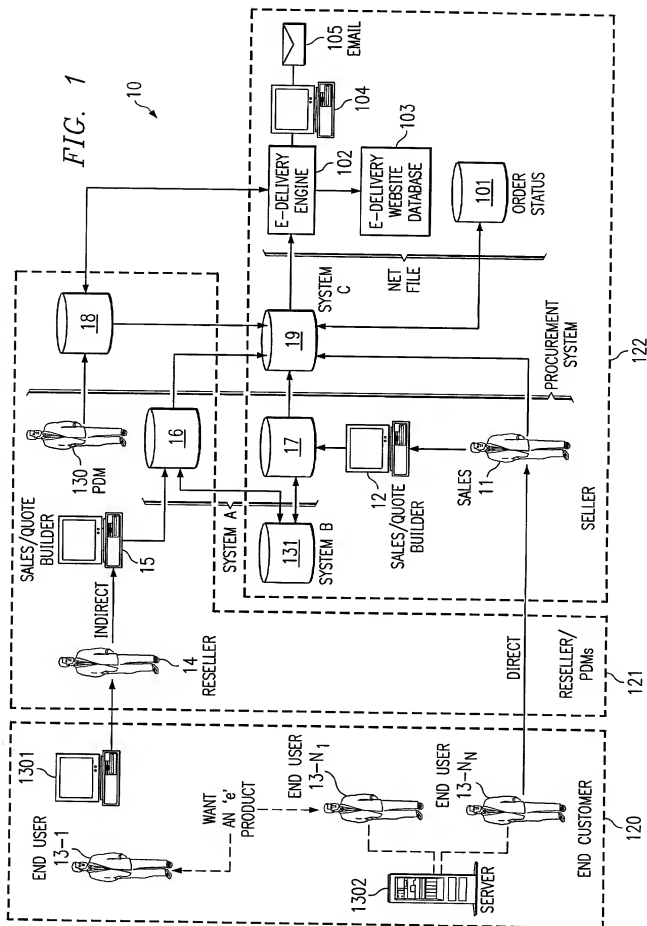 FIG. 1
10
105
EMAIL
104
102
E-DELIVERY
ENGINE
103
E-DELIVERY
WEBSITE
DATABASE
101
ORDER
STATUS
SYSTEM C
NET
FILE
18
19
PROCUREMENT
SYSTEM
130
PDM
16
17
SALES/QUOTE
BUILDER
15
SYSTEM A
131
SYSTEM B
12
SALES/QUOTE
BUILDER
SALES
11
SELLER
122
INDIRECT
14
RESELLER
DIRECT
RESELLER/
PDMs
121
1301
END USER
13-1
WANT
AN 'e'
PRODUCT
END USER
13-N1
END USER
13-NN
1302
SERVER
END CUSTOMER
120